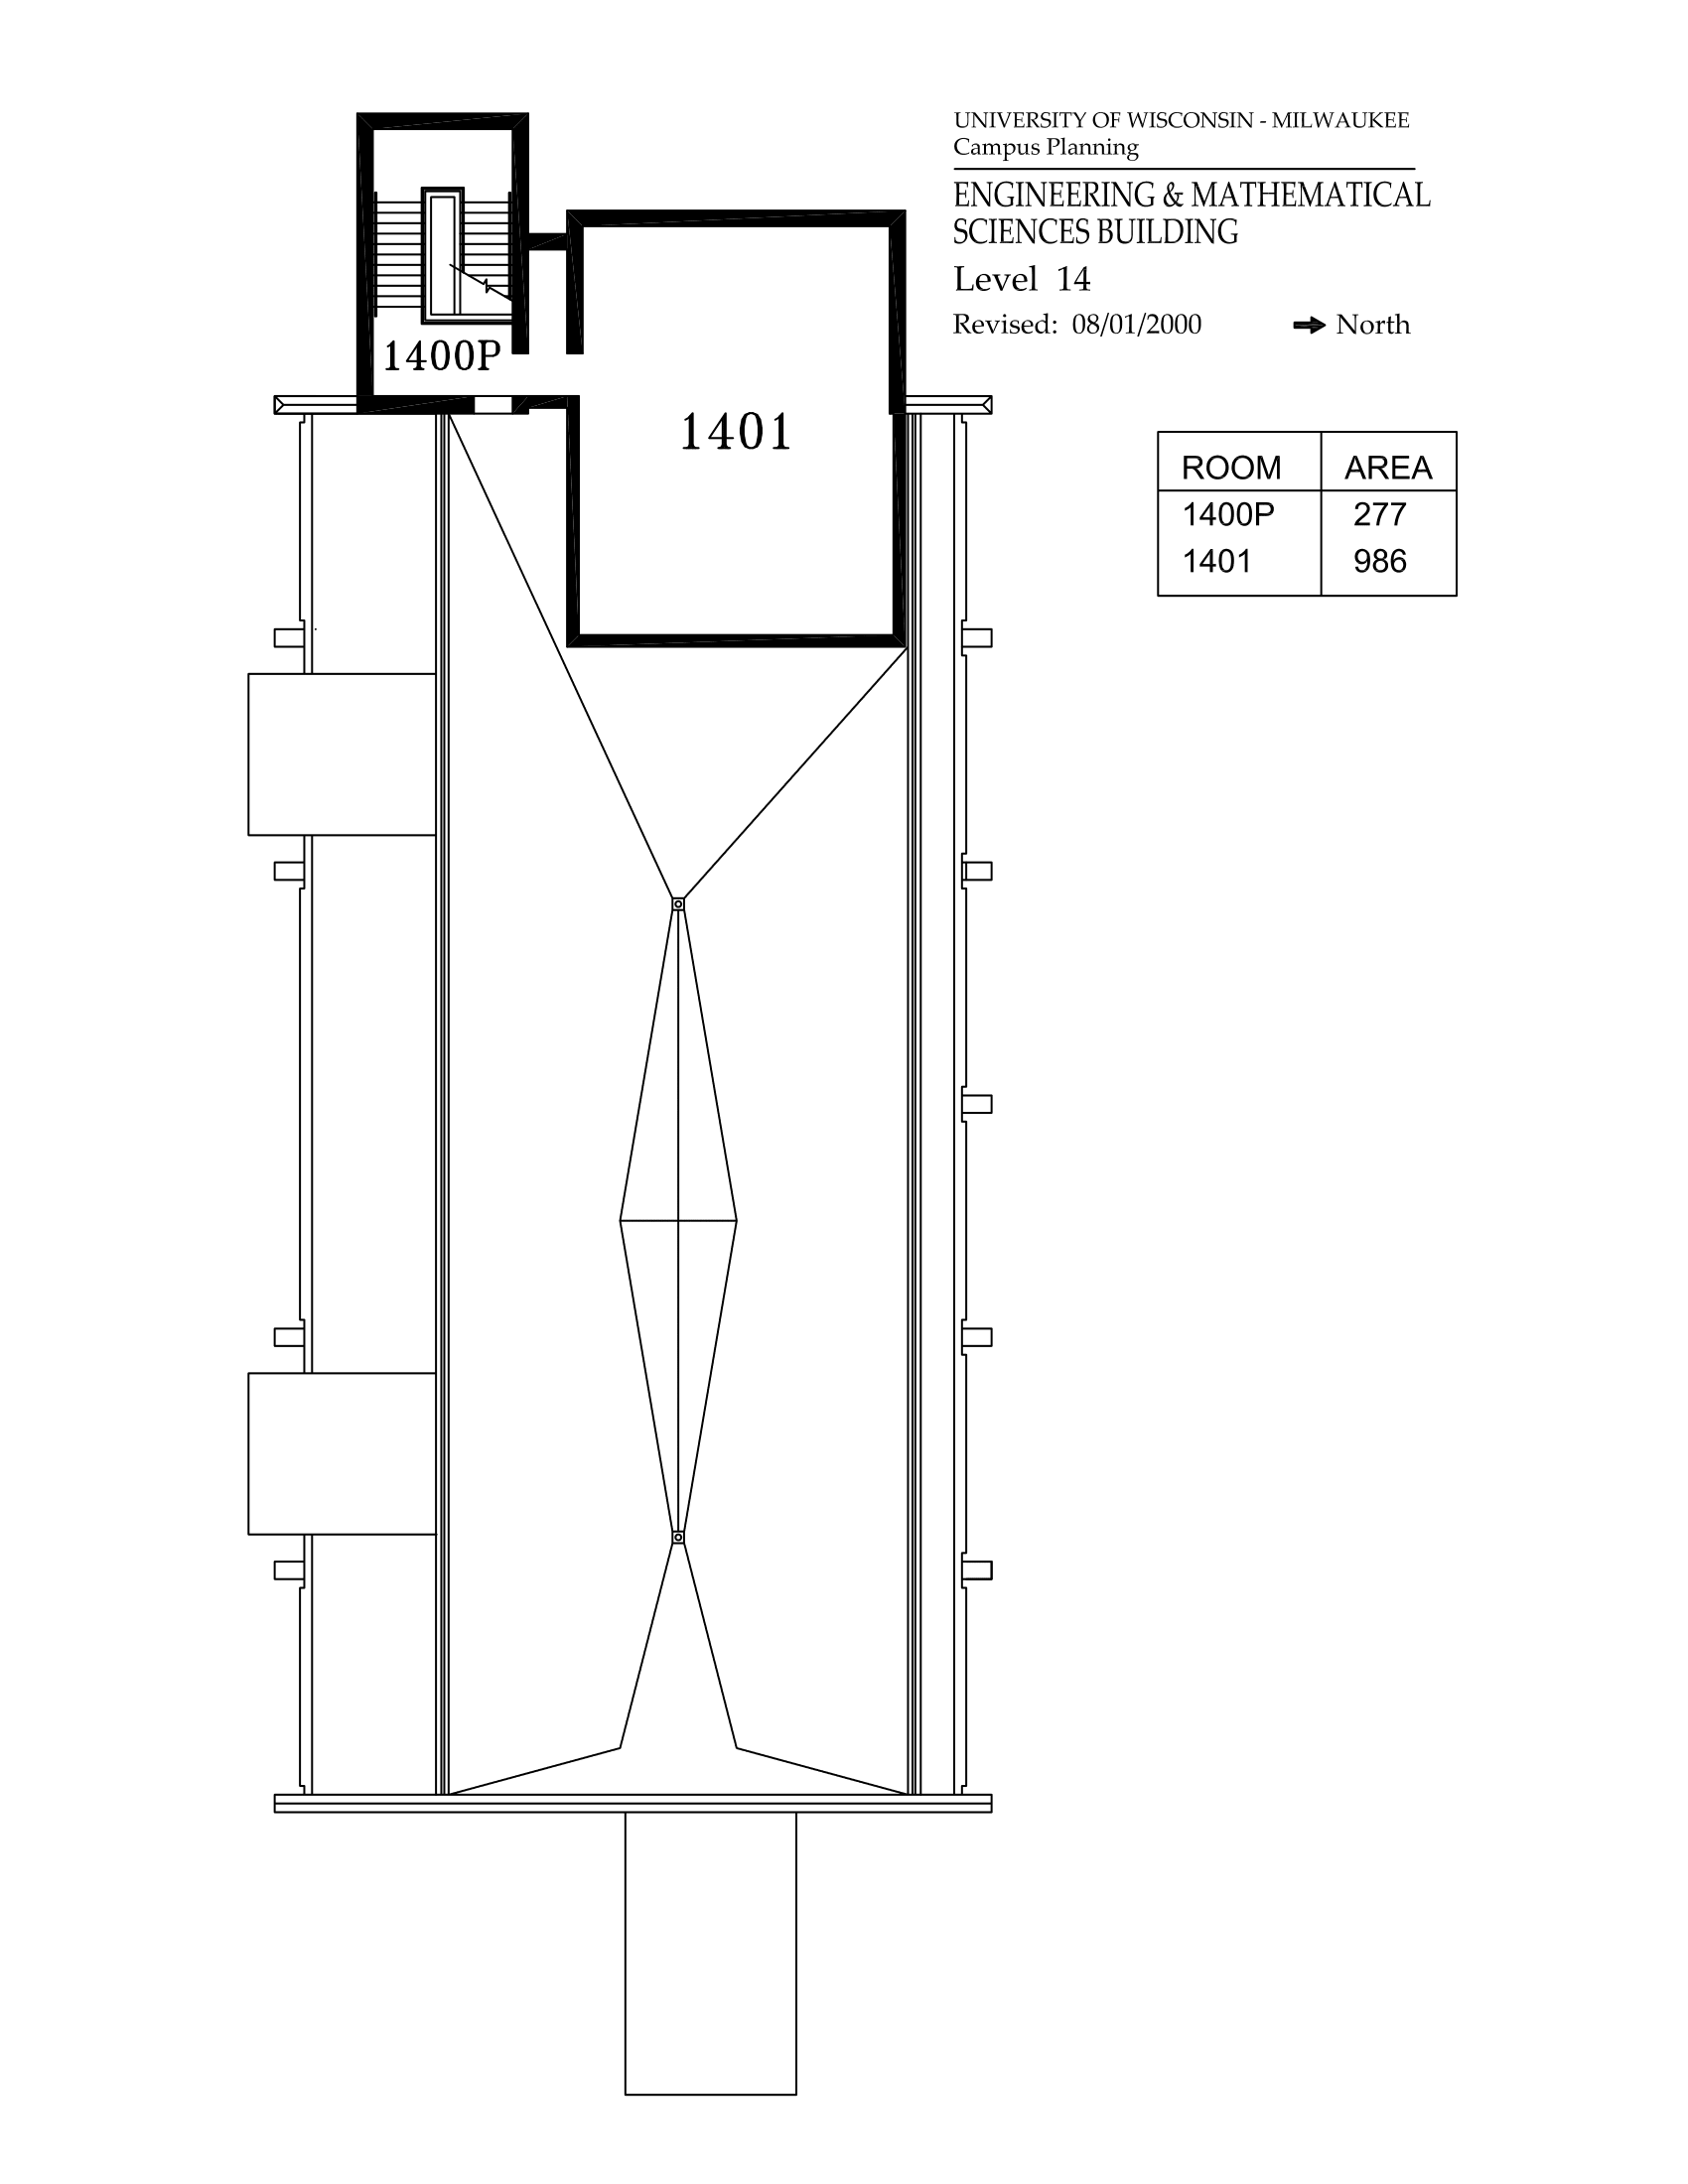 UNIVERSITY OF WISCONSIN - MILWAUKEE
Campus Planning
ENGINEERING & MATHEMATICAL
SCIENCES BUILDING
Level 14
Revised: 08/01/2000
North
1400P
1401
ROOM AREA
1400P 277
1401 986